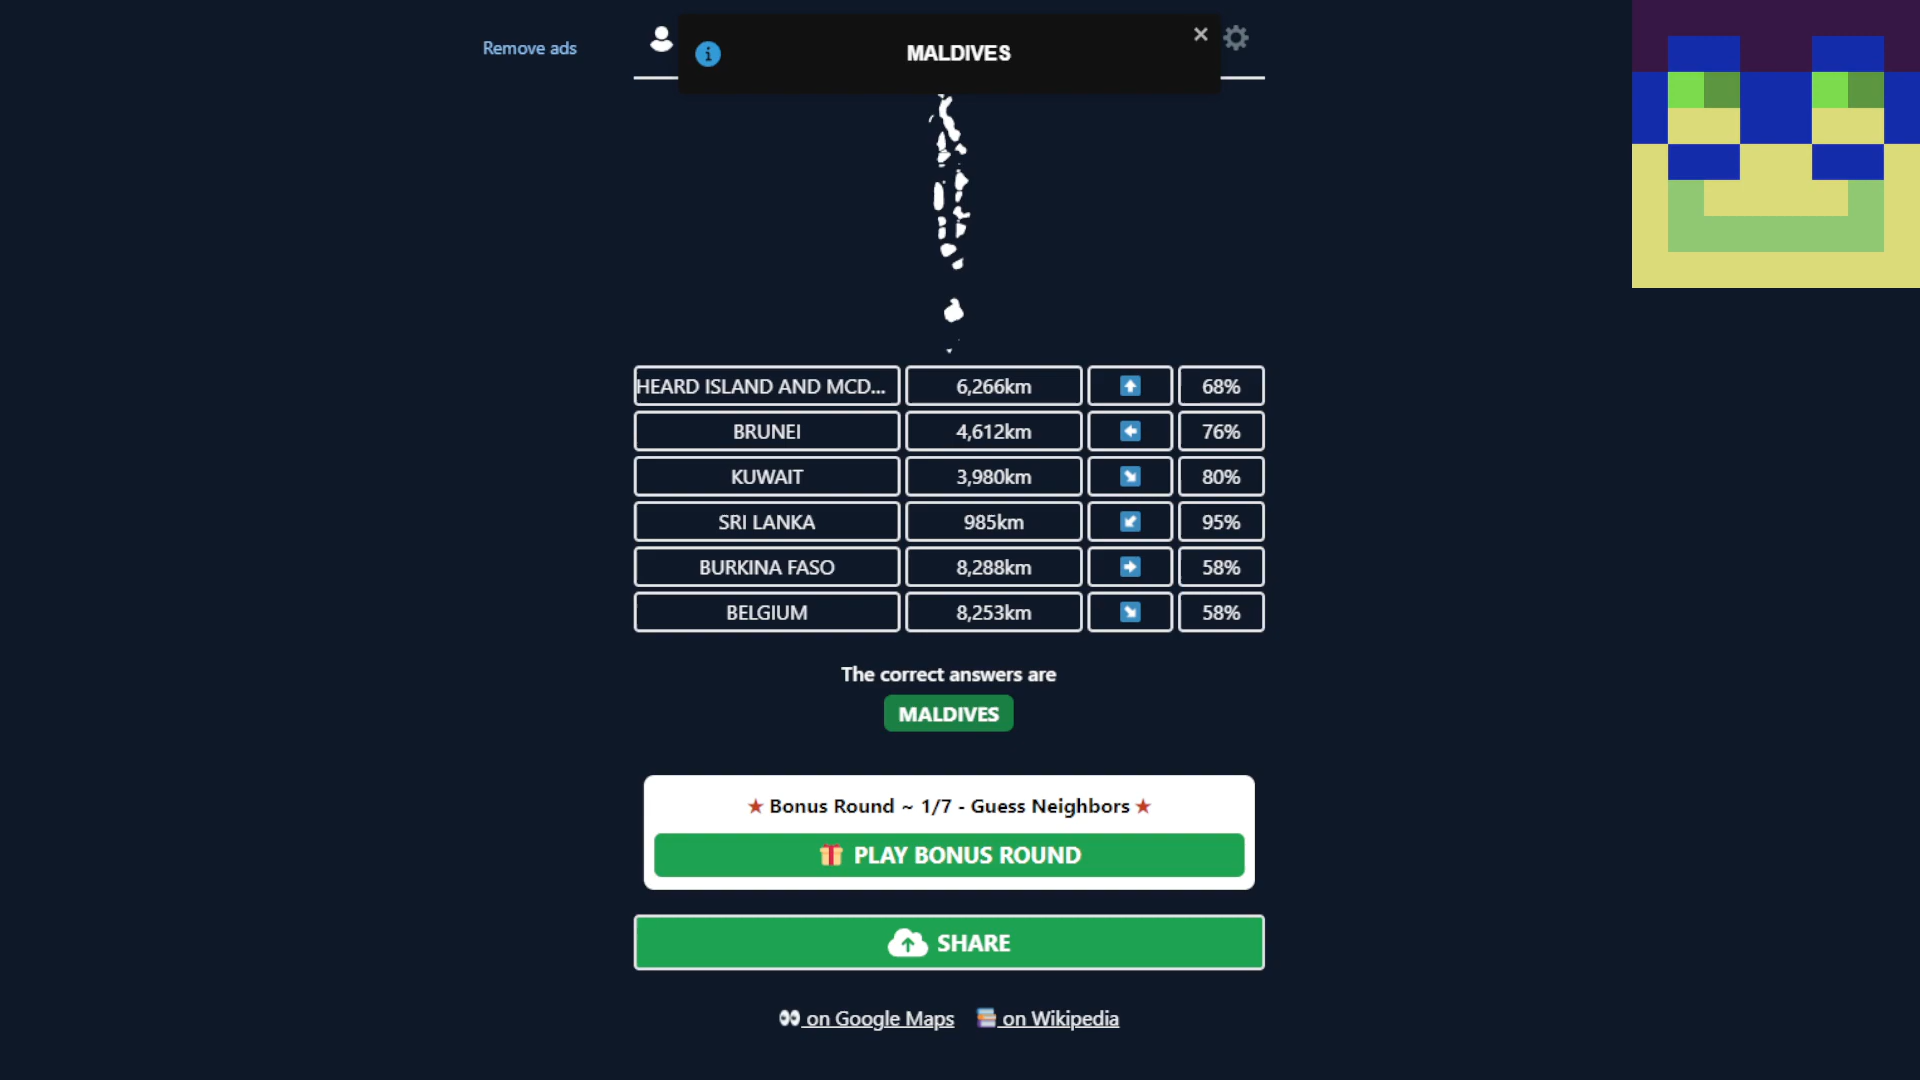 Remove ads
MALDIVES
HEARD ISLAND AND MCD... 6,266km 68%
BRUNEI 4,612km 76%
KUWAIT 3,980km 80%
SRI LANKA 985km 95%
BURKINA FASO 8,288km 58%
BELGIUM 8,253km 58%
The correct answers are
MALDIVES
Bonus Round ~ 1/7 - Guess Neighbors
PLAY BONUS ROUND
SHARE
on Google Maps on Wikipedia